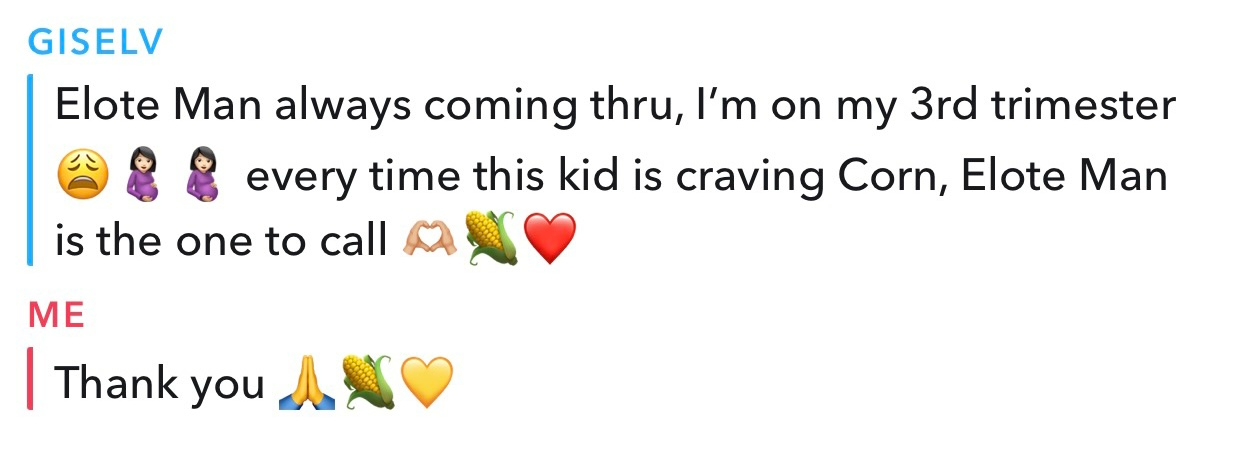 GISELV
Elote Man always coming thru, I’m on my 3rd trimester
😩🤰🏻🤰🏻 every time this kid is craving Corn, Elote Man
is the one to call 🫶🏼🌽❤️
ME
Thank you 🙏🌽💛